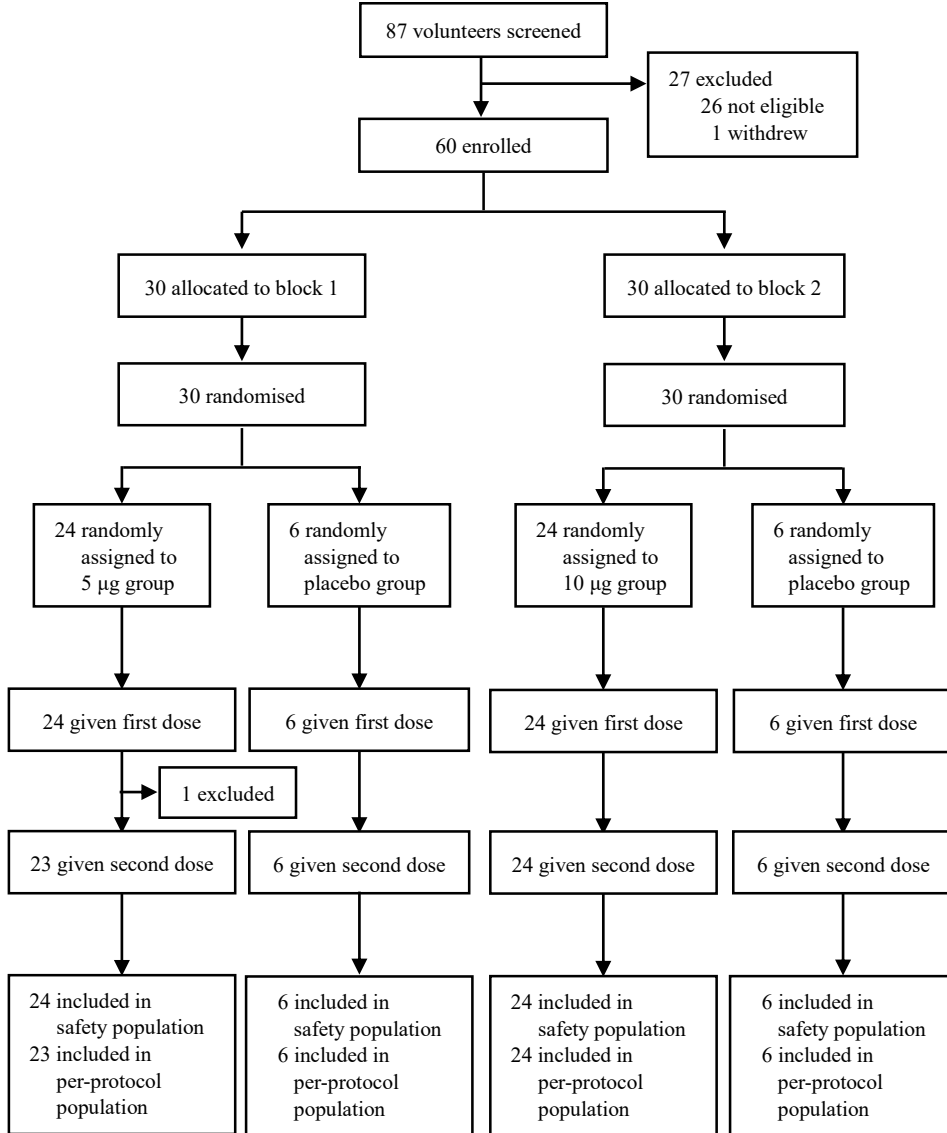 87 volunteers screened
27 excluded
26 not eligible
1 withdrew
60 enrolled
30 allocated to block 1
30 allocated to block 2
30 randomised
30 randomised
24 randomly
assigned to
5 μg group
6 randomly
assigned to
placebo group
24 randomly
assigned to
10 μg group
6 randomly
assigned to
placebo group
24 given first dose
6 given first dose
24 given first dose
6 given first dose
1 excluded
23 given second dose
6 given second dose
24 given second dose
6 given second dose
24 included in
safety population
23 included in
per-protocol
population
6 included in
safety population
6 included in
per-protocol
population
24 included in
safety population
24 included in
per-protocol
population
6 included in
safety population
6 included in
per-protocol
population